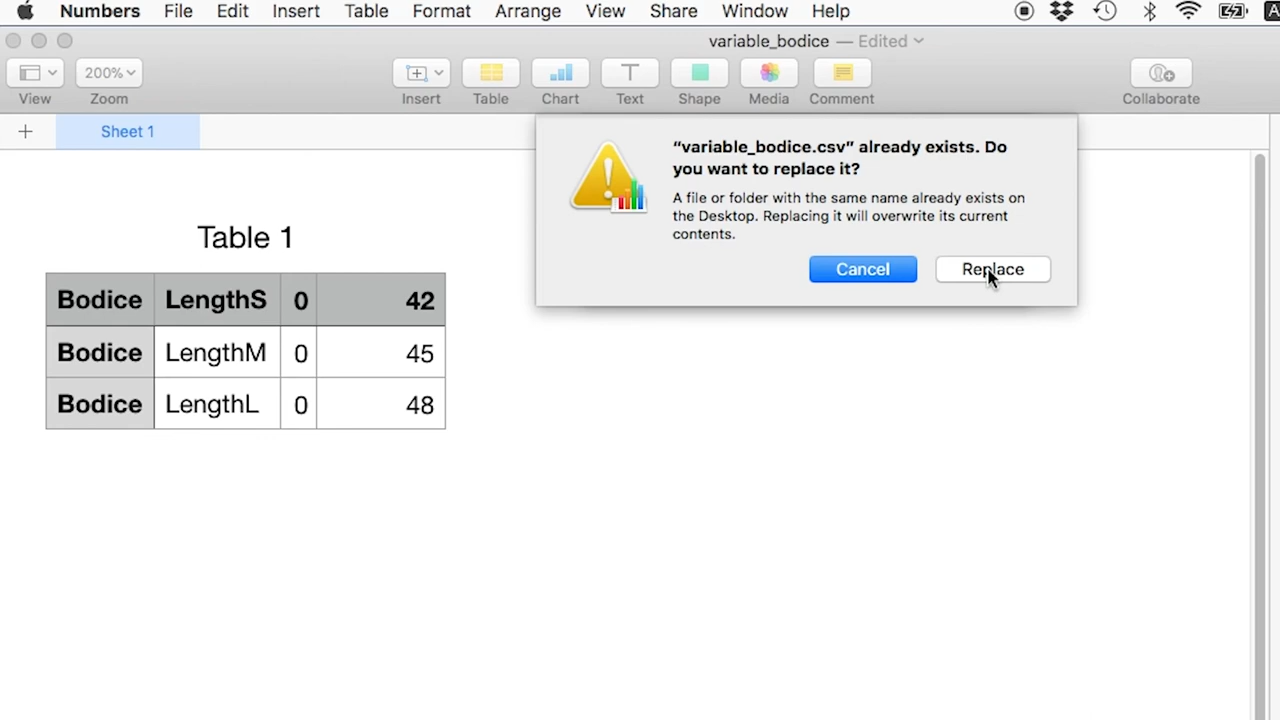 Numbers File Edit Insert Table Format Arrange View Share Window Help
variable_bodice — Edited
200%
View Zoom Insert Table Chart Text Shape Media Comment Collaborate
Sheet 1
“variable_bodice.csv” already exists. Do
you want to replace it?
A file or folder with the same name already exists on
the Desktop. Replacing it will overwrite its current
contents.
Cancel Replace
Table 1
Bodice LengthS 0 42
Bodice LengthM 0 45
Bodice LengthL 0 48